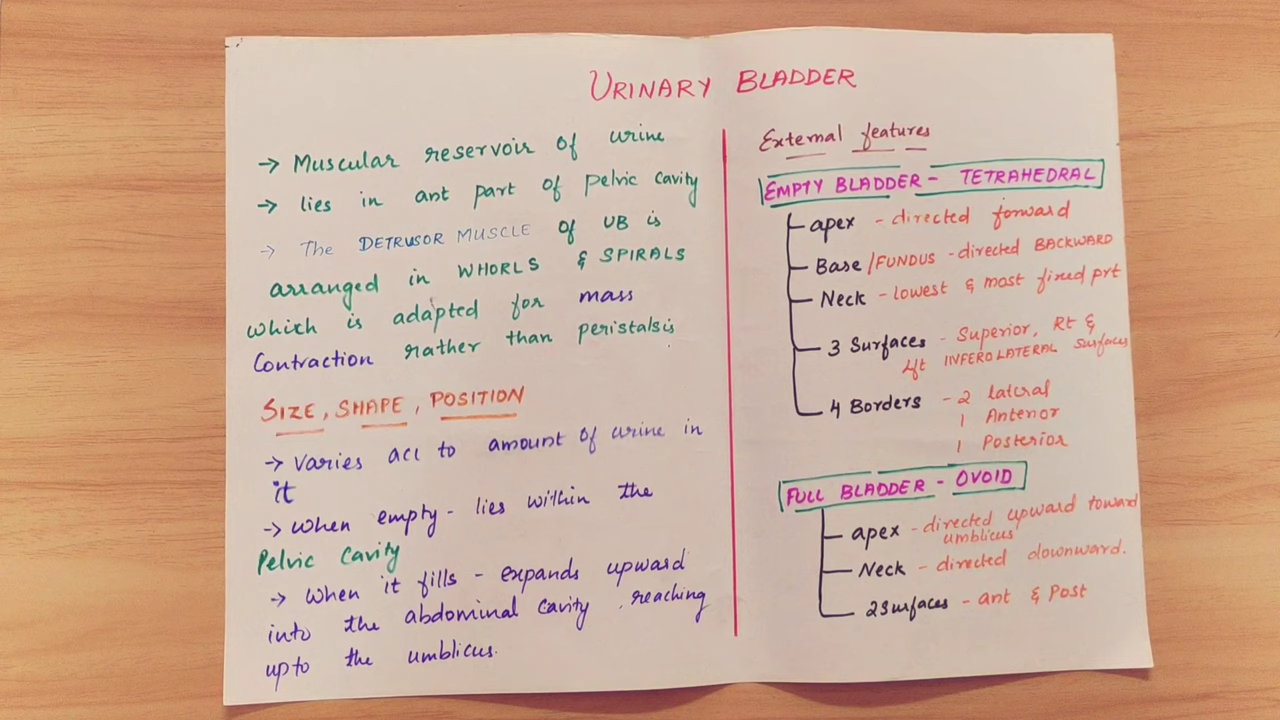 URINARY BLADDER
→ Muscular reservoir of urine
→ lies in ant part of pelvic cavity
→ The DETRUSOR MUSCLE of UB is
arranged in WHORLS & SPIRALS
which is adapted for mass
Contraction rather than peristalsis
SIZE, SHAPE, POSITION
→ Varies acc to amount of urine in
it
→ When empty - lies within the
Pelvic Cavity
→ When it fills - expands upward
into the abdominal cavity, reaching
upto the umblicus.
External features
EMPTY BLADDER - TETRAHEDRAL
apex - directed forward
Base/FUNDUS - directed BACKWARD
Neck - lowest & most fixed prt
3 Surfaces - Superior, Rt &
Lft INFEROLATERAL Surfaces
4 Borders - 2 lateral
1 Anterior
1 Posterior
FULL BLADDER - OVOID
apex - directed upward toward
umblicus
Neck - directed downward.
2 Surfaces - ant & Post